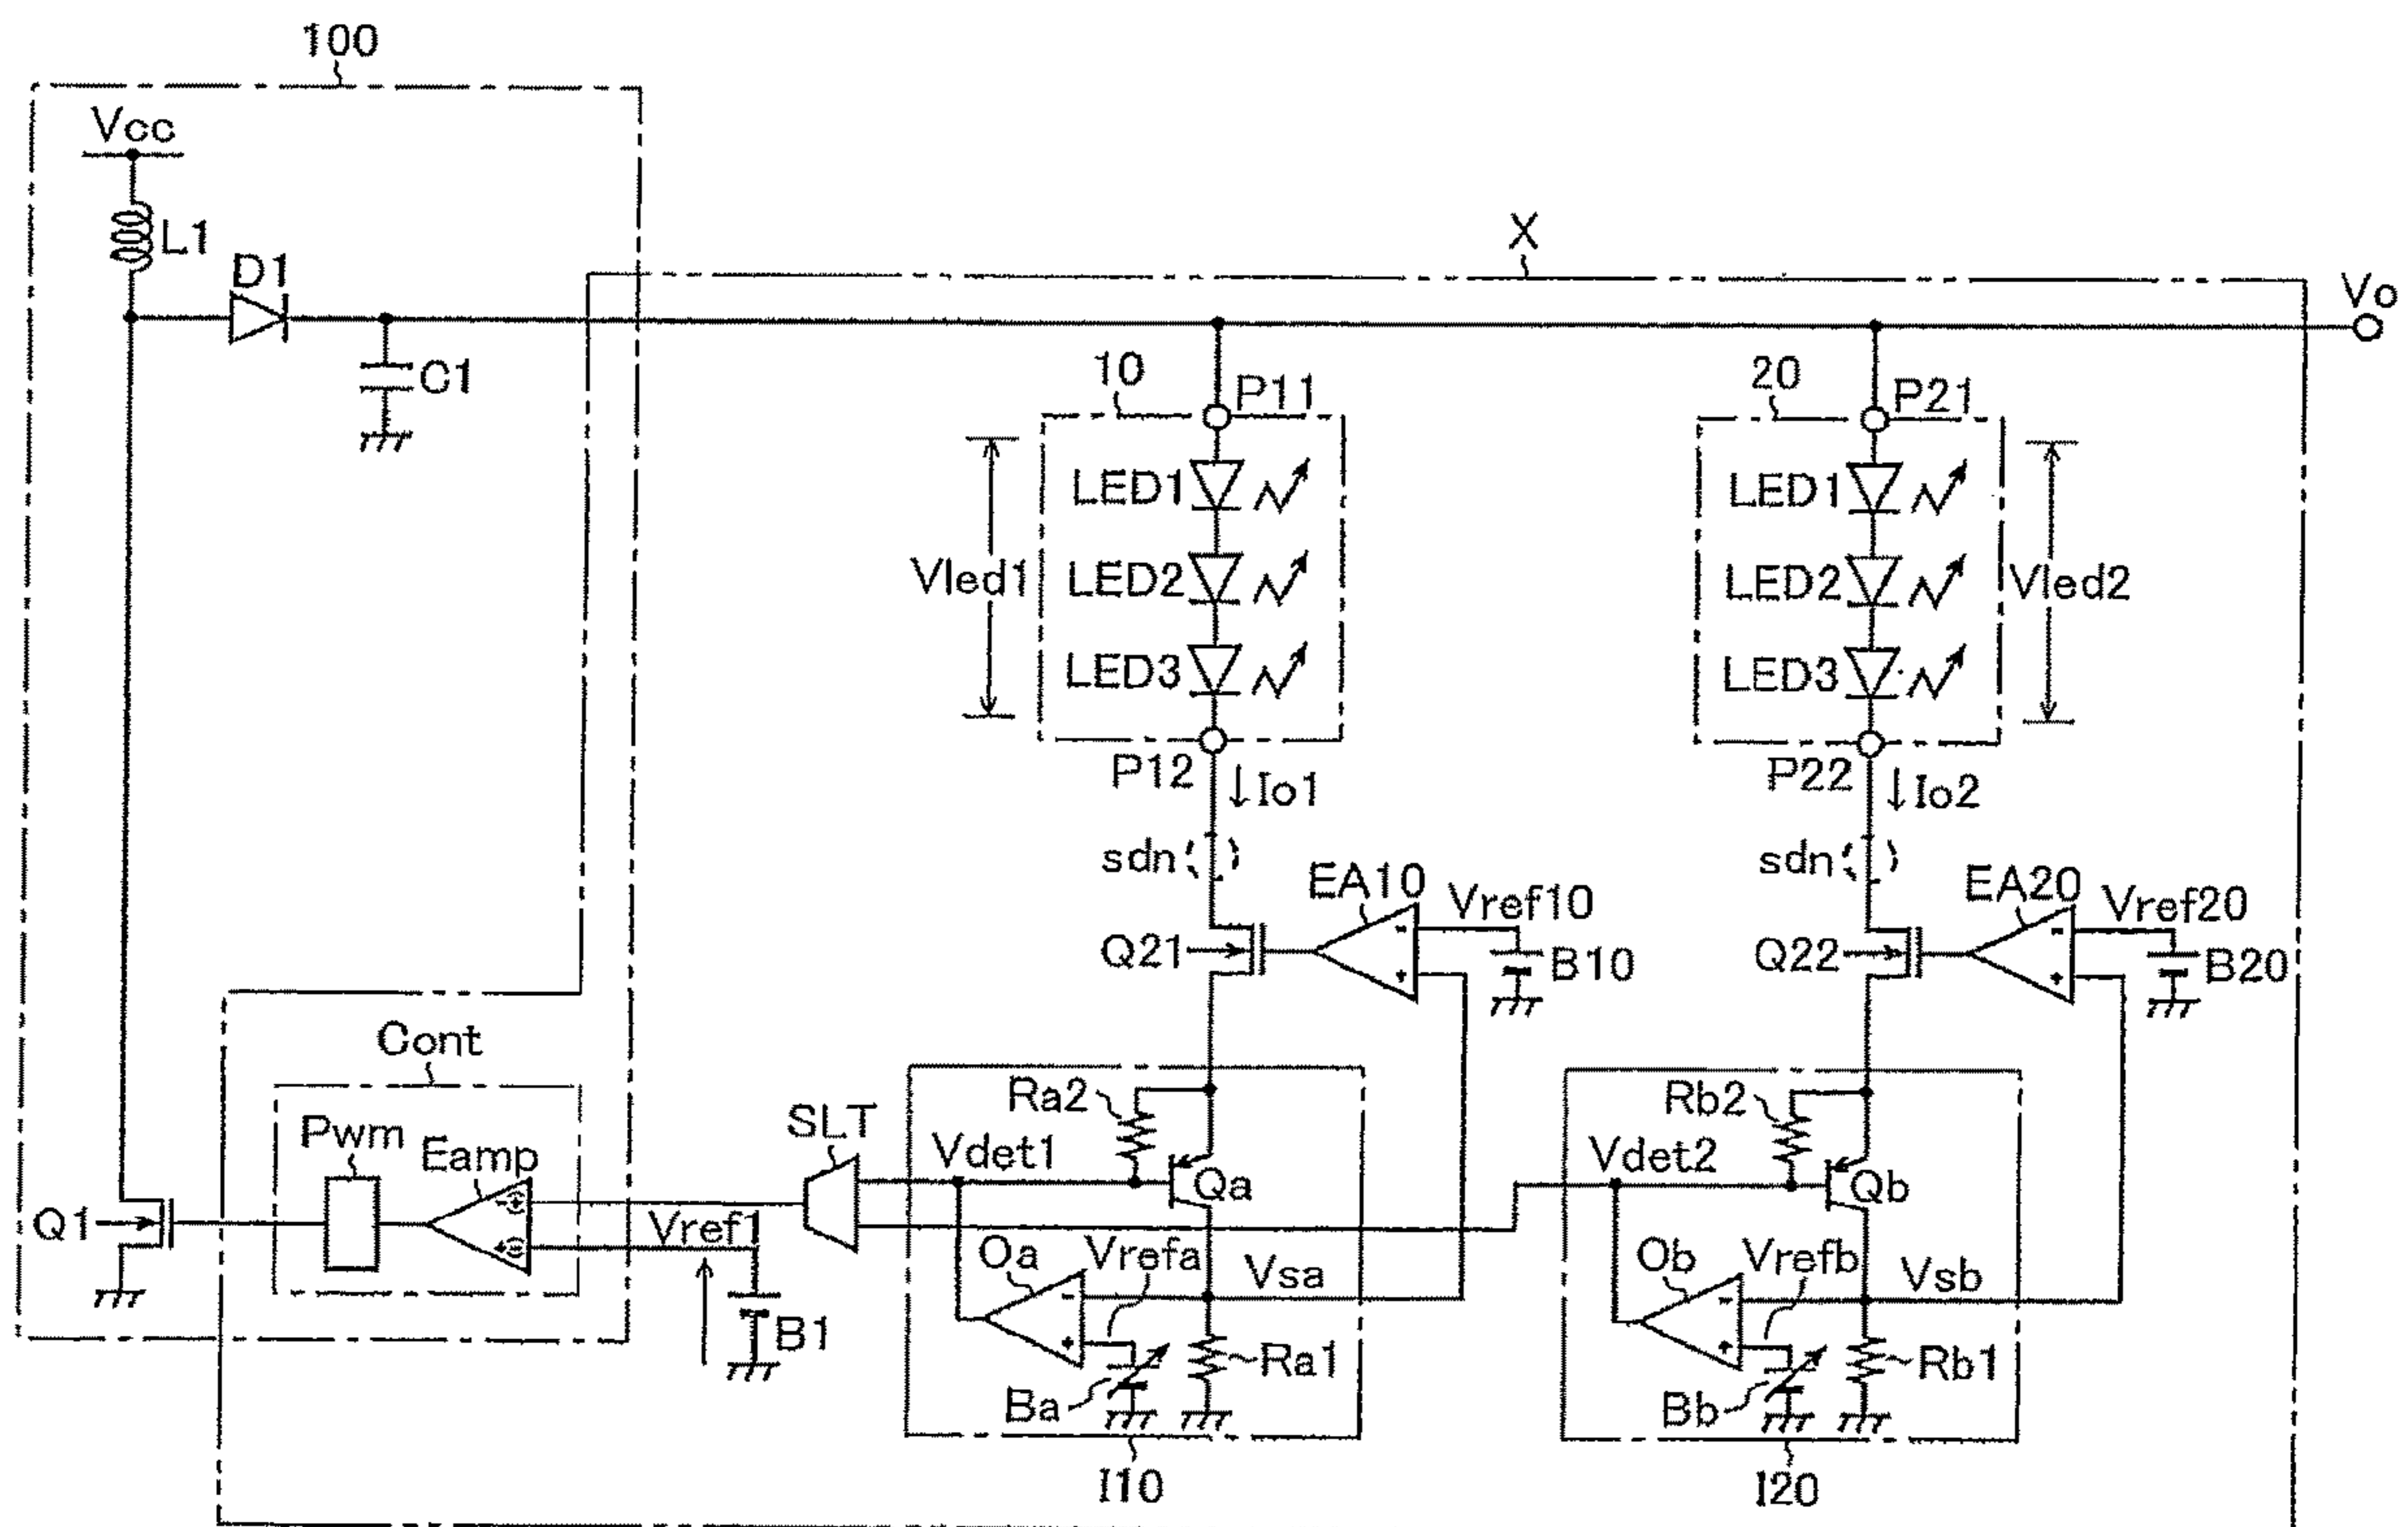 100
Vcc
L1
D1
C1
X
Vo
10
P11
20
P21
LED1
LED2
LED3
Vled1
LED1
LED2
LED3
Vled2
P12
Io1
P22
Io2
sdn
EA10
Vref10
sdn
EA20
Vref20
Q21
-
+
B10
Q22
-
+
B20
Cont
Pwm
Eamp
SLT
Ra2
Vdet1
Qa
Rb2
Vdet2
Qb
Q1
Vref1
B1
Oa
Vrefa
Vsa
-
+
Ba
Ra1
Ob
Vrefb
Vsb
-
+
Bb
Rb1
I10
I20